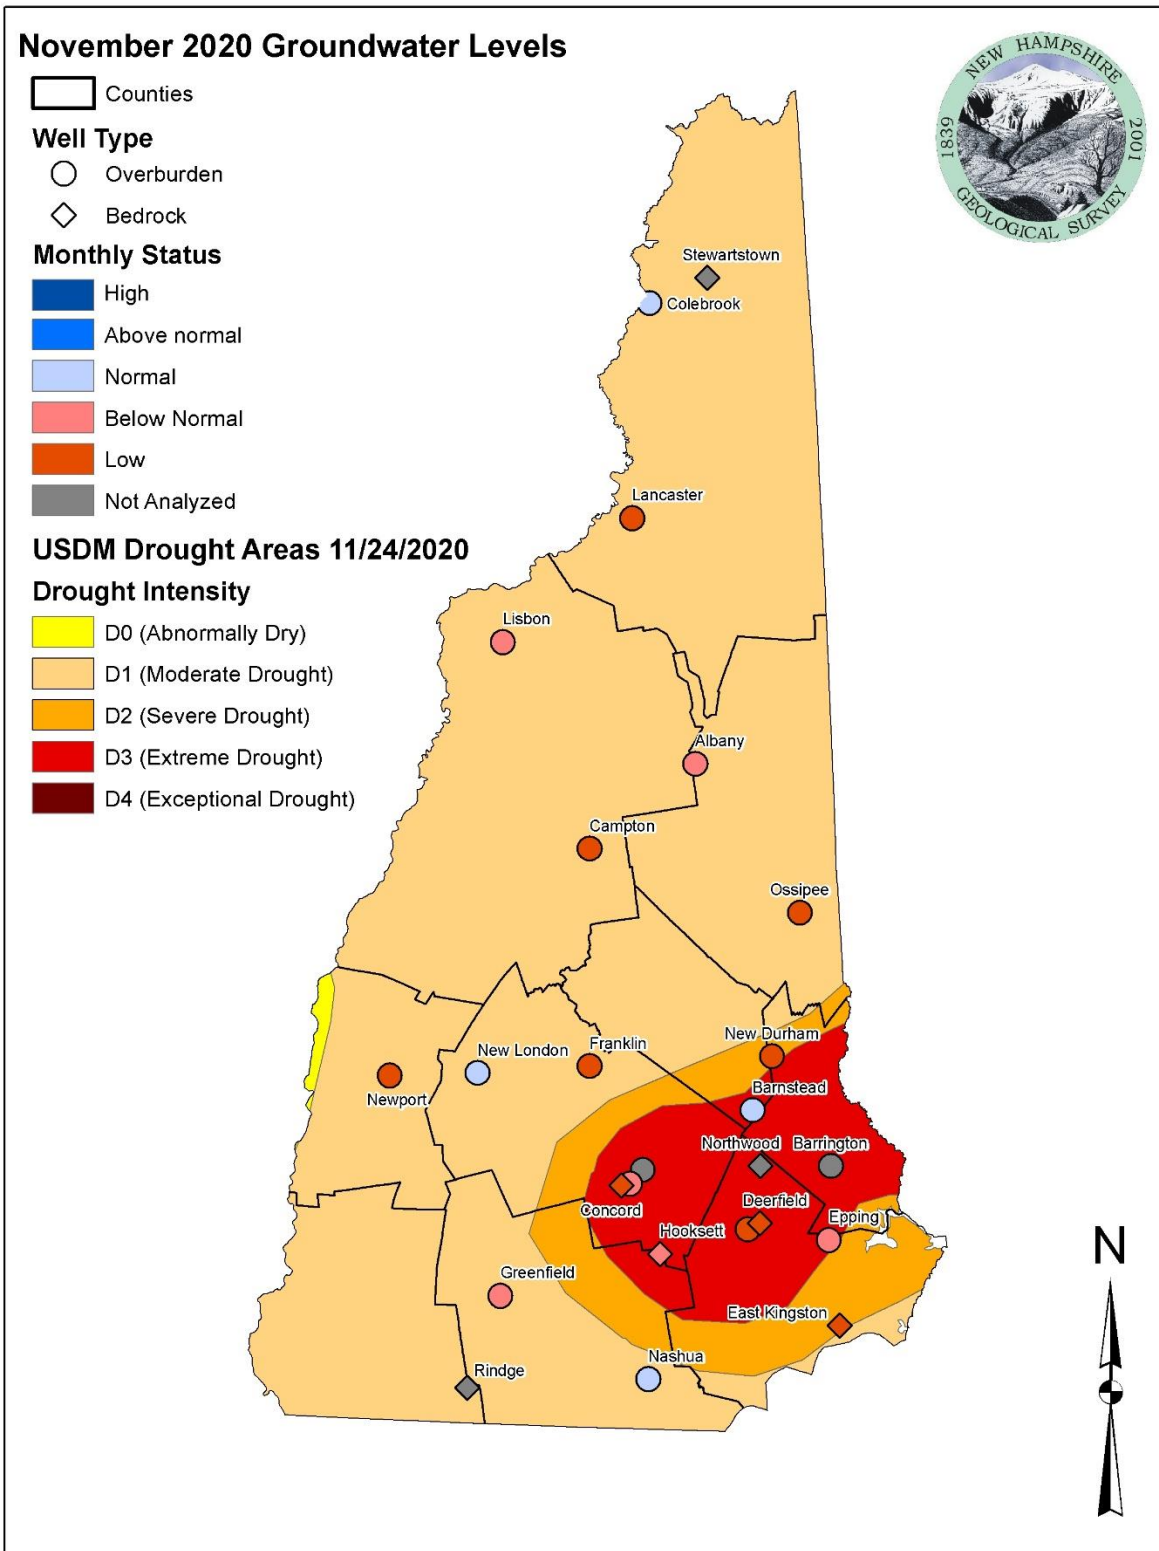 November 2020 Groundwater Levels
Counties
Well Type
Overburden
Bedrock
Monthly Status
High
Above normal
Normal
Below Normal
Low
Not Analyzed
USDM Drought Areas 11/24/2020
Drought Intensity
D0 (Abnormally Dry)
D1 (Moderate Drought)
D2 (Severe Drought)
D3 (Extreme Drought)
D4 (Exceptional Drought)
NEW HAMPSHIRE
1839
2001
GEOLOGICAL SURVEY
Stewartstown
Colebrook
Lancaster
Lisbon
Albany
Campton
Ossipee
New Durham
New London
Franklin
Newport
Barnstead
Northwood
Barrington
Concord
Deerfield
Epping
Hooksett
Greenfield
East Kingston
Nashua
Rindge
N